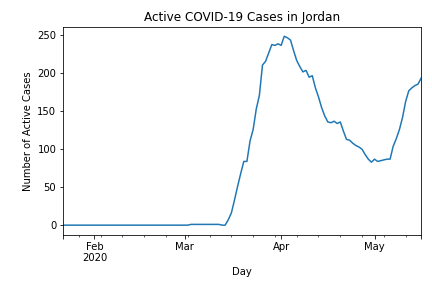 Active COVID-19 Cases in Jordan
250
200
150
100
50
0
Number of Active Cases
Feb
2020
Mar
Apr
May
Day